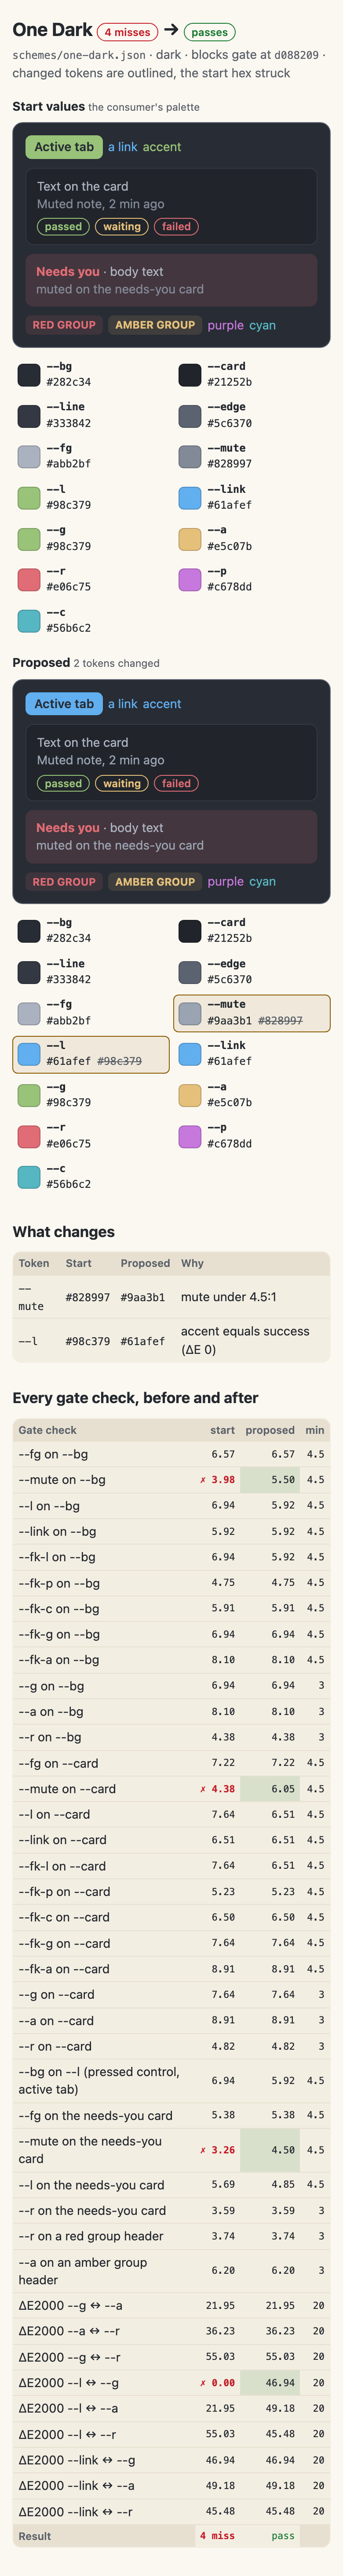 One Dark 4 misses → passes
schemes/one-dark.json · dark · blocks gate at d088209 ·
changed tokens are outlined, the start hex struck
Start values the consumer's palette
Active tab a link accent
Text on the card
Muted note, 2 min ago
passed waiting failed
Needs you · body text
muted on the needs-you card
RED GROUP AMBER GROUP purple cyan
--bg --card
#282c34 #21252b
--line --edge
#333842 #5c6370
--fg --mute
#abb2bf #828997
--l --link
#98c379 #61afef
--g --a
#98c379 #e5c07b
--r --p
#e06c75 #c678dd
--c
#56b6c2
Proposed 2 tokens changed
Active tab a link accent
Text on the card
Muted note, 2 min ago
passed waiting failed
Needs you · body text
muted on the needs-you card
RED GROUP AMBER GROUP purple cyan
--bg --card
#282c34 #21252b
--line --edge
#333842 #5c6370
--fg --mute
#abb2bf #9aa3b1 #828997
--l --link
#61afef #98c379 #61afef
--g --a
#98c379 #e5c07b
--r --p
#e06c75 #c678dd
--c
#56b6c2
What changes
Token Start Proposed Why
--
mute #828997 #9aa3b1 mute under 4.5:1
--l #98c379 #61afef accent equals success
(ΔE 0)
Every gate check, before and after
Gate check start proposed min
--fg on --bg 6.57 6.57 4.5
--mute on --bg ✗ 3.98 5.50 4.5
--l on --bg 6.94 5.92 4.5
--link on --bg 5.92 5.92 4.5
--fk-l on --bg 6.94 5.92 4.5
--fk-p on --bg 4.75 4.75 4.5
--fk-c on --bg 5.91 5.91 4.5
--fk-g on --bg 6.94 6.94 4.5
--fk-a on --bg 8.10 8.10 4.5
--g on --bg 6.94 6.94 3
--a on --bg 8.10 8.10 3
--r on --bg 4.38 4.38 3
--fg on --card 7.22 7.22 4.5
--mute on --card ✗ 4.38 6.05 4.5
--l on --card 7.64 6.51 4.5
--link on --card 6.51 6.51 4.5
--fk-l on --card 7.64 6.51 4.5
--fk-p on --card 5.23 5.23 4.5
--fk-c on --card 6.50 6.50 4.5
--fk-g on --card 7.64 7.64 4.5
--fk-a on --card 8.91 8.91 4.5
--g on --card 7.64 7.64 3
--a on --card 8.91 8.91 3
--r on --card 4.82 4.82 3
--bg on --l (pressed control,
active tab) 6.94 5.92 4.5
--fg on the needs-you card 5.38 5.38 4.5
--mute on the needs-you
card ✗ 3.26 4.50 4.5
--l on the needs-you card 5.69 4.85 4.5
--r on the needs-you card 3.59 3.59 3
--r on a red group header 3.74 3.74 3
--a on an amber group
header 6.20 6.20 3
ΔE2000 --g ↔ --a 21.95 21.95 20
ΔE2000 --a ↔ --r 36.23 36.23 20
ΔE2000 --g ↔ --r 55.03 55.03 20
ΔE2000 --l ↔ --g ✗ 0.00 46.94 20
ΔE2000 --l ↔ --a 21.95 49.18 20
ΔE2000 --l ↔ --r 55.03 45.48 20
ΔE2000 --link ↔ --g 46.94 46.94 20
ΔE2000 --link ↔ --a 49.18 49.18 20
ΔE2000 --link ↔ --r 45.48 45.48 20
Result 4 miss pass